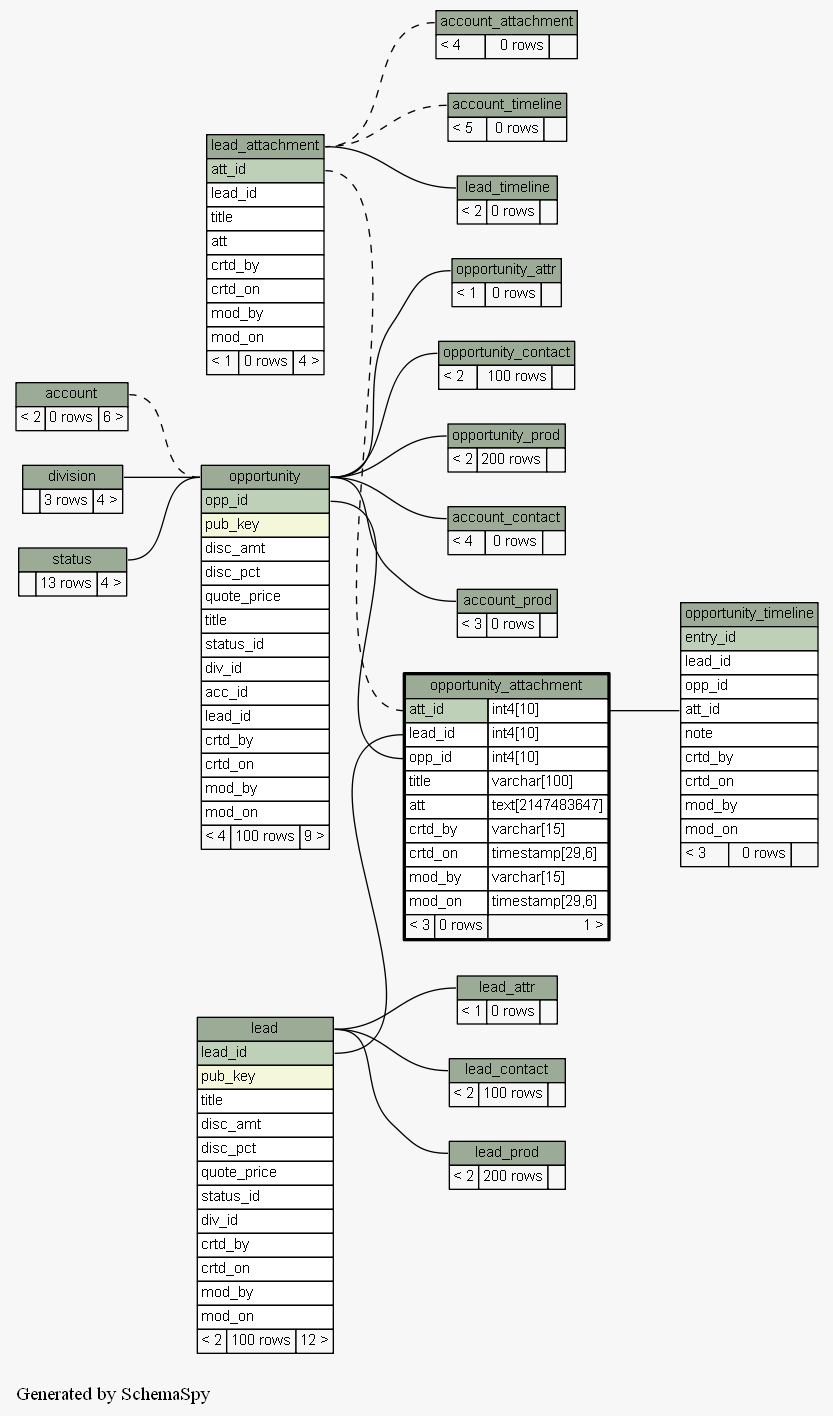 account_attachment
< 4 0 rows
account_timeline
< 5 0 rows
lead_attachment
att_id
lead_id
title
att
crtd_by
crtd_on
mod_by
mod_on
< 1 0 rows 4 >
lead_timeline
< 2 0 rows
opportunity_attr
< 1 0 rows
opportunity_contact
< 2 100 rows
account
< 2 0 rows 6 >
opportunity_prod
< 2 200 rows
division
3 rows 4 >
status
13 rows 4 >
opportunity
opp_id
pub_key
disc_amt
disc_pct
quote_price
title
status_id
div_id
acc_id
lead_id
crtd_by
crtd_on
mod_by
mod_on
< 4 100 rows 9 >
account_contact
< 4 0 rows
account_prod
< 3 0 rows
opportunity_attachment
att_id int4[10]
lead_id int4[10]
opp_id int4[10]
title varchar[100]
att text[2147483647]
crtd_by varchar[15]
crtd_on timestamp[29,6]
mod_by varchar[15]
mod_on timestamp[29,6]
< 3 0 rows 1 >
opportunity_timeline
entry_id
lead_id
opp_id
att_id
note
crtd_by
crtd_on
mod_by
mod_on
< 3 0 rows
lead_attr
< 1 0 rows
lead_contact
< 2 100 rows
lead_prod
< 2 200 rows
lead
lead_id
pub_key
title
disc_amt
disc_pct
quote_price
status_id
div_id
crtd_by
crtd_on
mod_by
mod_on
< 2 100 rows 12 >
Generated by SchemaSpy